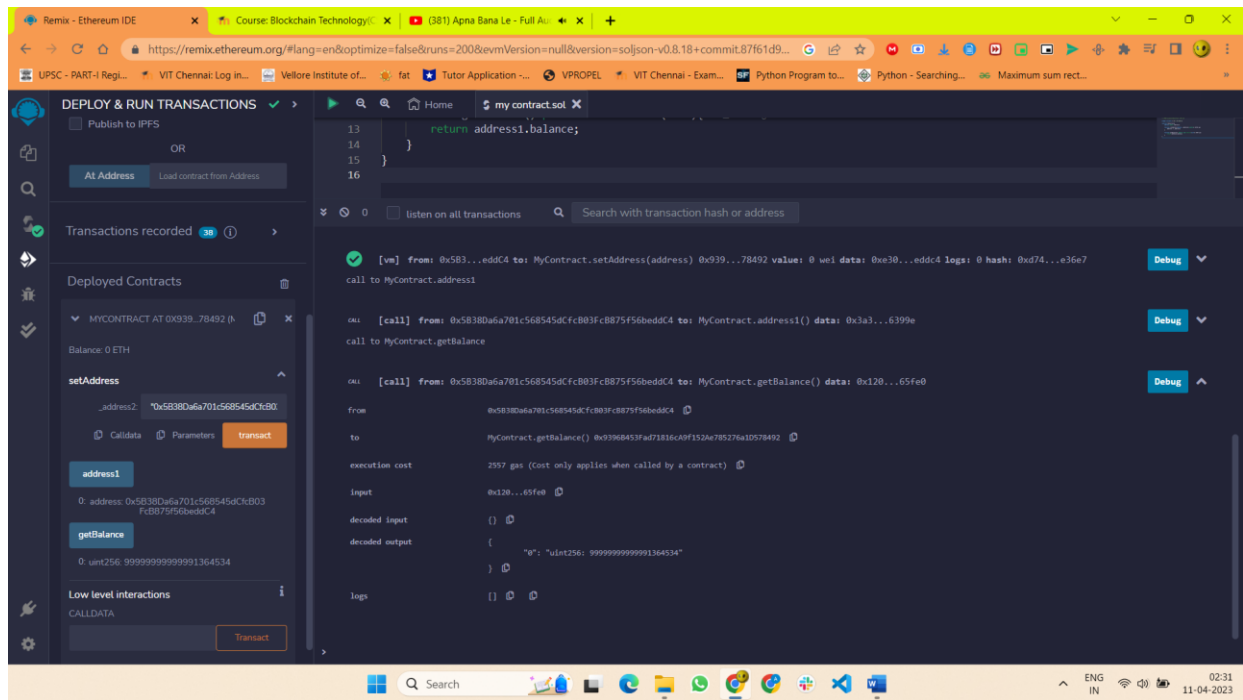 Remix - Ethereum IDE
Course: Blockchain Technology(C
(381) Apna Bana Le - Full Au
https://remix.ethereum.org/#lang=en&optimize=false&runs=200&evmVersion=null&version=soljson-v0.8.18+commit.87f61d9...
UPSC - PART-I Regi... VIT Chennai: Log in... Vellore Institute of... fat Tutor Application -... VPROPEL VIT Chennai - Exam... Python Program to... Python - Searching... Maximum sum rect...
DEPLOY & RUN TRANSACTIONS
Publish to IPFS
OR
At Address Load contract from Address
Transactions recorded 38
Deployed Contracts
MYCONTRACT AT 0X939...78492 (M
Balance: 0 ETH
setAddress
_address2: "0x5B38Da6a701c568545dCfcB0:
Calldata Parameters transact
address1
0: address: 0x5B38Da6a701c568545dCfcB03
FcB875f56beddC4
getBalance
0: uint256: 99999999999991364534
Low level interactions
CALLDATA
Transact
Home my contract.sol
13 return address1.balance;
14 }
15 }
16
0 listen on all transactions Search with transaction hash or address
[vm] from: 0x5B3...eddC4 to: MyContract.setAddress(address) 0x939...78492 value: 0 wei data: 0xe30...eddc4 logs: 0 hash: 0xd74...e36e7 Debug
call to MyContract.address1
CALL [call] from: 0x5B38Da6a701c568545dCfcB03FcB875f56beddC4 to: MyContract.address1() data: 0x3a3...6399e Debug
call to MyContract.getBalance
CALL [call] from: 0x5B38Da6a701c568545dCfcB03FcB875f56beddC4 to: MyContract.getBalance() data: 0x120...65fe0 Debug
from 0x5B38Da6a701c568545dCfcB03FcB875f56beddC4
to MyContract.getBalance() 0x93968453Fad71816cA9f152Ae785276a1D578492
execution cost 2557 gas (Cost only applies when called by a contract)
input 0x120...65fe0
decoded input {}
decoded output {
"0": "uint256: 99999999999991364534"
}
logs []
>
Search
ENG
IN
02:31
11-04-2023